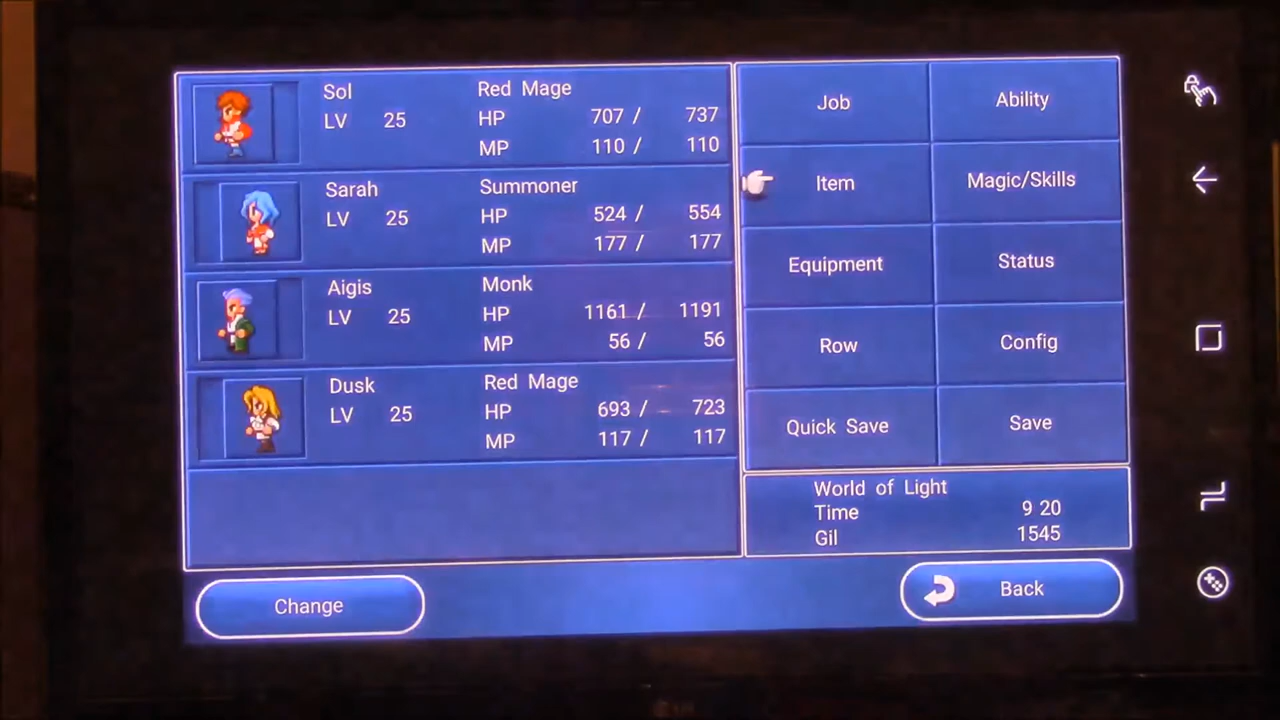 Sol Red Mage
LV 25 HP 707 / 737
MP 110 / 110
Sarah Summoner
LV 25 HP 524 / 554
MP 177 / 177
Aigis Monk
LV 25 HP 1161 / 1191
MP 56 / 56
Dusk Red Mage
LV 25 HP 693 / 723
MP 117 / 117
Job Ability
Item Magic/Skills
Equipment Status
Row Config
Quick Save Save
World of Light
Time 9 20
Gil 1545
Change Back